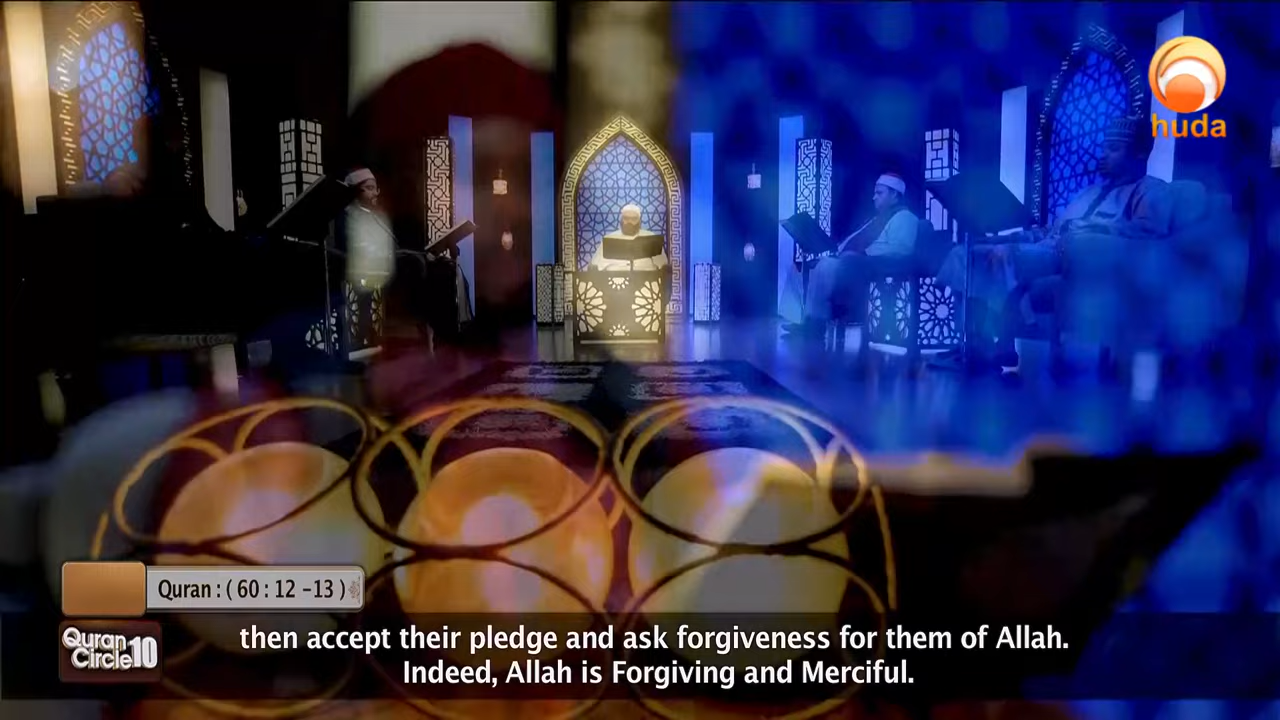 huda
Quran : ( 60 : 12 -13 )
Quran
Circle10
then accept their pledge and ask forgiveness for them of Allah.
Indeed, Allah is Forgiving and Merciful.